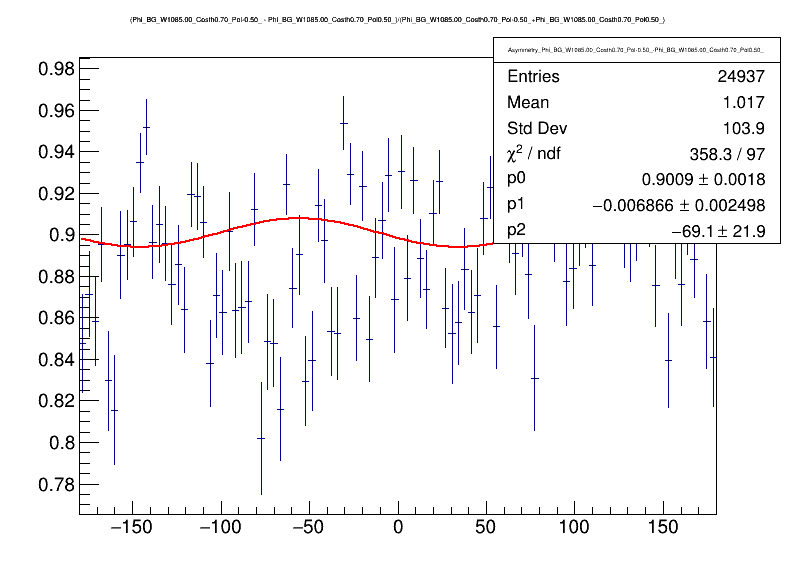 (Phi_BG_W1085.00_Costh0.70_Pol-0.50_ - Phi_BG_W1085.00_Costh0.70_Pol0.50_)/(Phi_BG_W1085.00_Costh0.70_Pol-0.50_+Phi_BG_W1085.00_Costh0.70_Pol0.50_)
Asymmetry_Phi_BG_W1085.00_Costh0.70_Pol-0.50_-Phi_BG_W1085.00_Costh0.70_Pol0.50_
Entries 24937
Mean 1.017
Std Dev 103.9
χ² / ndf 358.3 / 97
p0 0.9009 ± 0.0018
p1 −0.006866 ± 0.002498
p2 −69.1 ± 21.9
0.98
0.96
0.94
0.92
0.9
0.88
0.86
0.84
0.82
0.8
0.78
−150 −100 −50 0 50 100 150